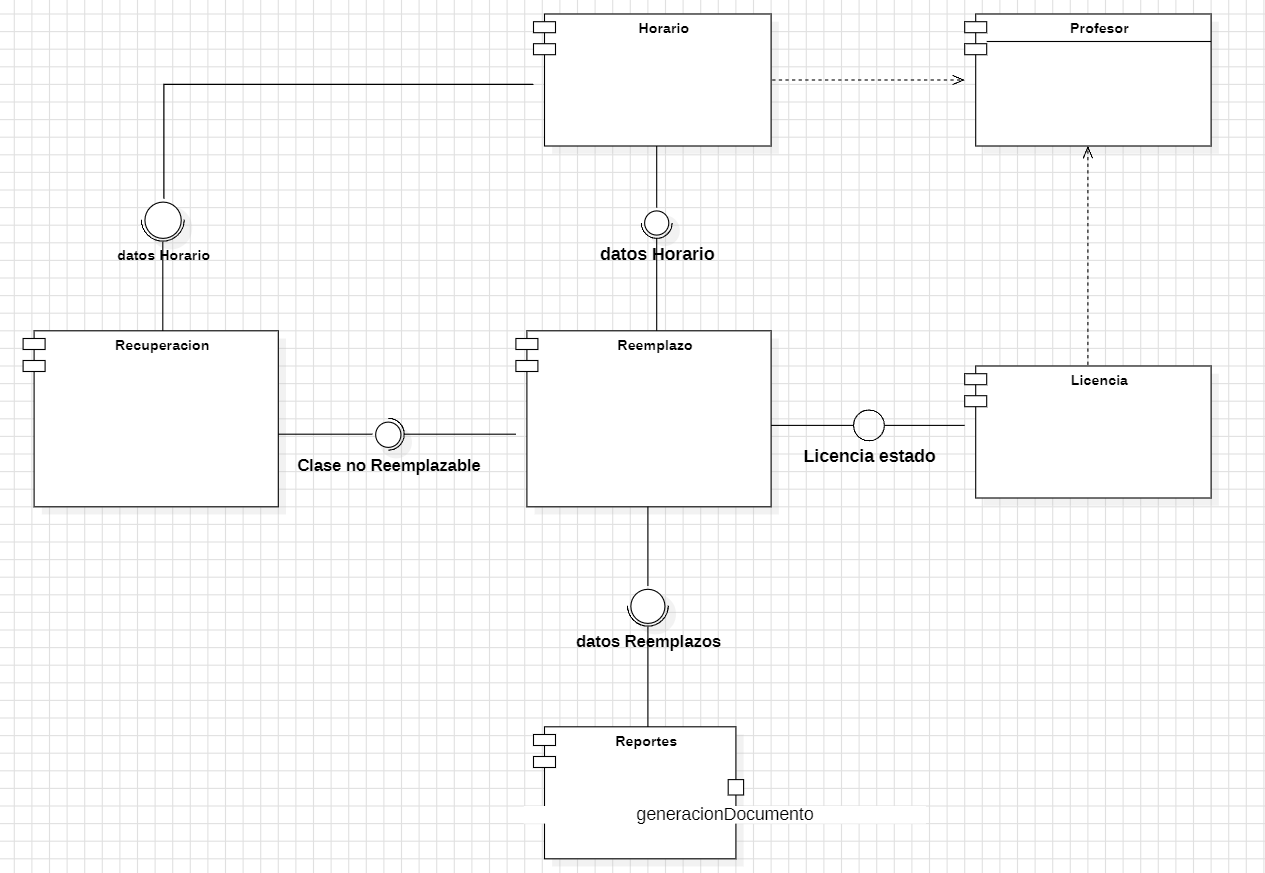 Horario
Profesor
datos Horario
datos Horario
Recuperacion
Reemplazo
Licencia
Clase no Reemplazable
Licencia estado
datos Reemplazos
Reportes
generacionDocumento